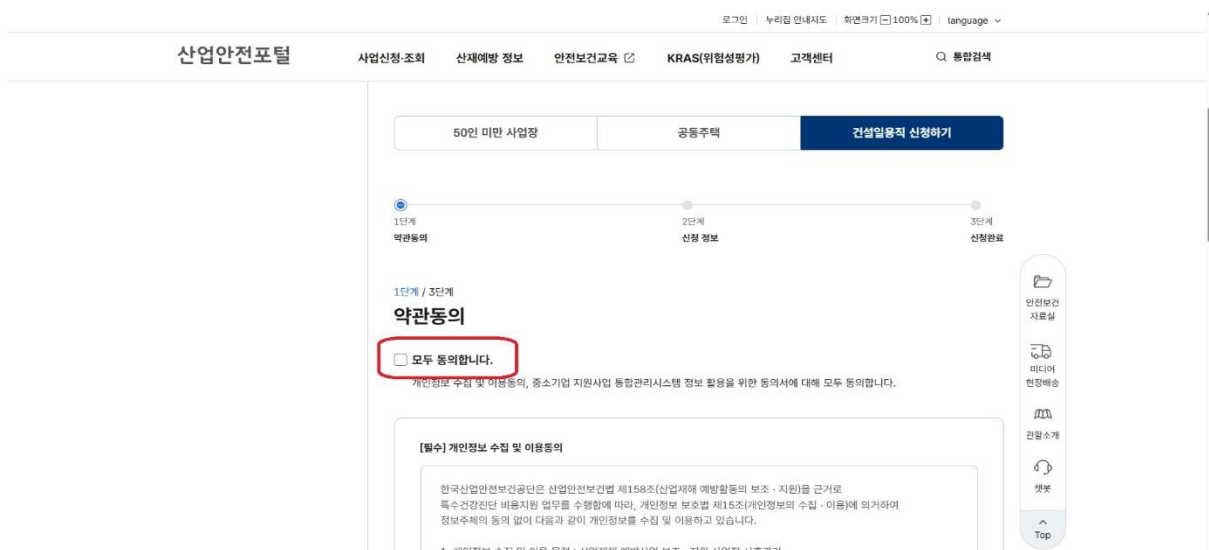 로그인 누리집 안내지도 화면크기 100% language
산업안전포털 사업신청·조회 산재예방 정보 안전보건교육 KRAS(위험성평가) 고객센터 통합검색
50인 미만 사업장 공동주택 건설일용직 신청하기
1단계 2단계 3단계
약관동의 신청 정보 신청완료
1단계 / 3단계
약관동의
모두 동의합니다.
개인정보 수집 및 이용동의, 중소기업 지원사업 통합관리시스템 정보 활용을 위한 동의서에 대해 모두 동의합니다.
[필수] 개인정보 수집 및 이용동의
한국산업안전보건공단은 산업안전보건법 제158조(산업재해 예방활동의 보조 · 지원)을 근거로
특수건강진단 비용지원 업무를 수행함에 따라, 개인정보 보호법 제15조(개인정보의 수집 · 이용)에 의거하여
정보주체의 동의 없이 다음과 같이 개인정보를 수집 및 이용하고 있습니다.
안전보건
자료실
미디어
현장배송
관할소개
챗봇
Top